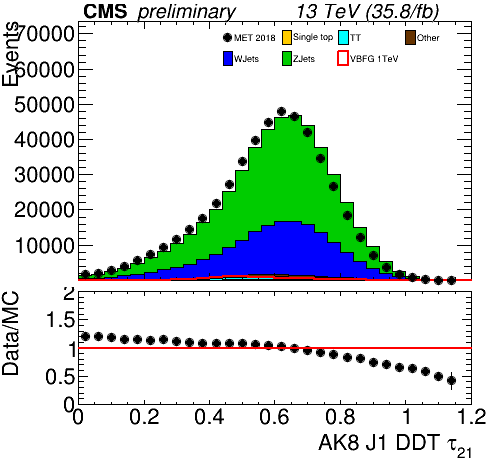 CMS preliminary 13 TeV (35.8/fb)
Events
70000
60000
50000
40000
30000
20000
10000
MET 2018 Single top TT Other
WJets ZJets VBFG 1TeV
Data/MC
2
1.5
1
0.5
0
0 0.2 0.4 0.6 0.8 1 1.2
AK8 J1 DDT τ21